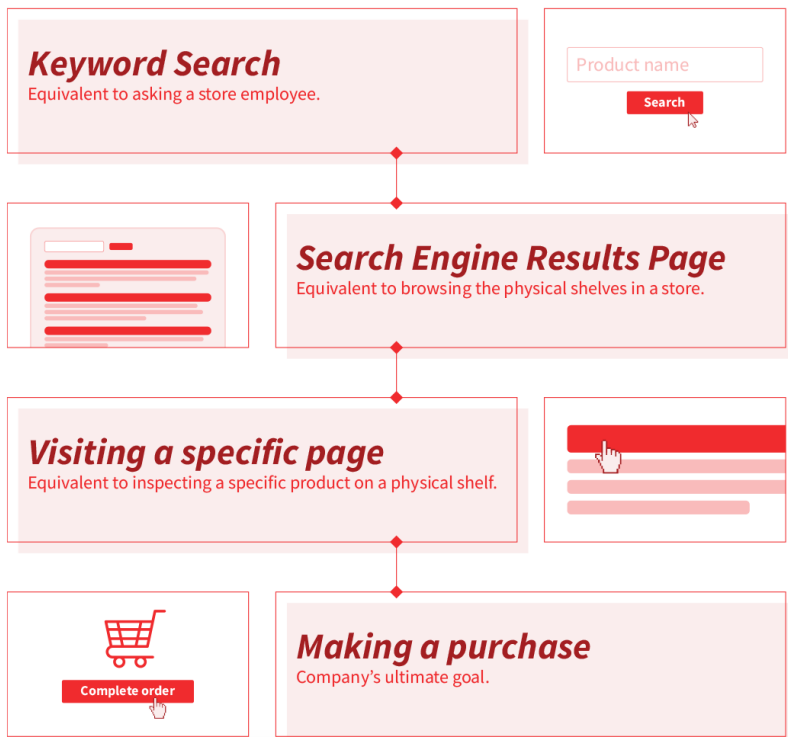 Keyword Search
Equivalent to asking a store employee.
Product name
Search
Search Engine Results Page
Equivalent to browsing the physical shelves in a store.
Visiting a specific page
Equivalent to inspecting a specific product on a physical shelf.
Complete order
Making a purchase
Company’s ultimate goal.